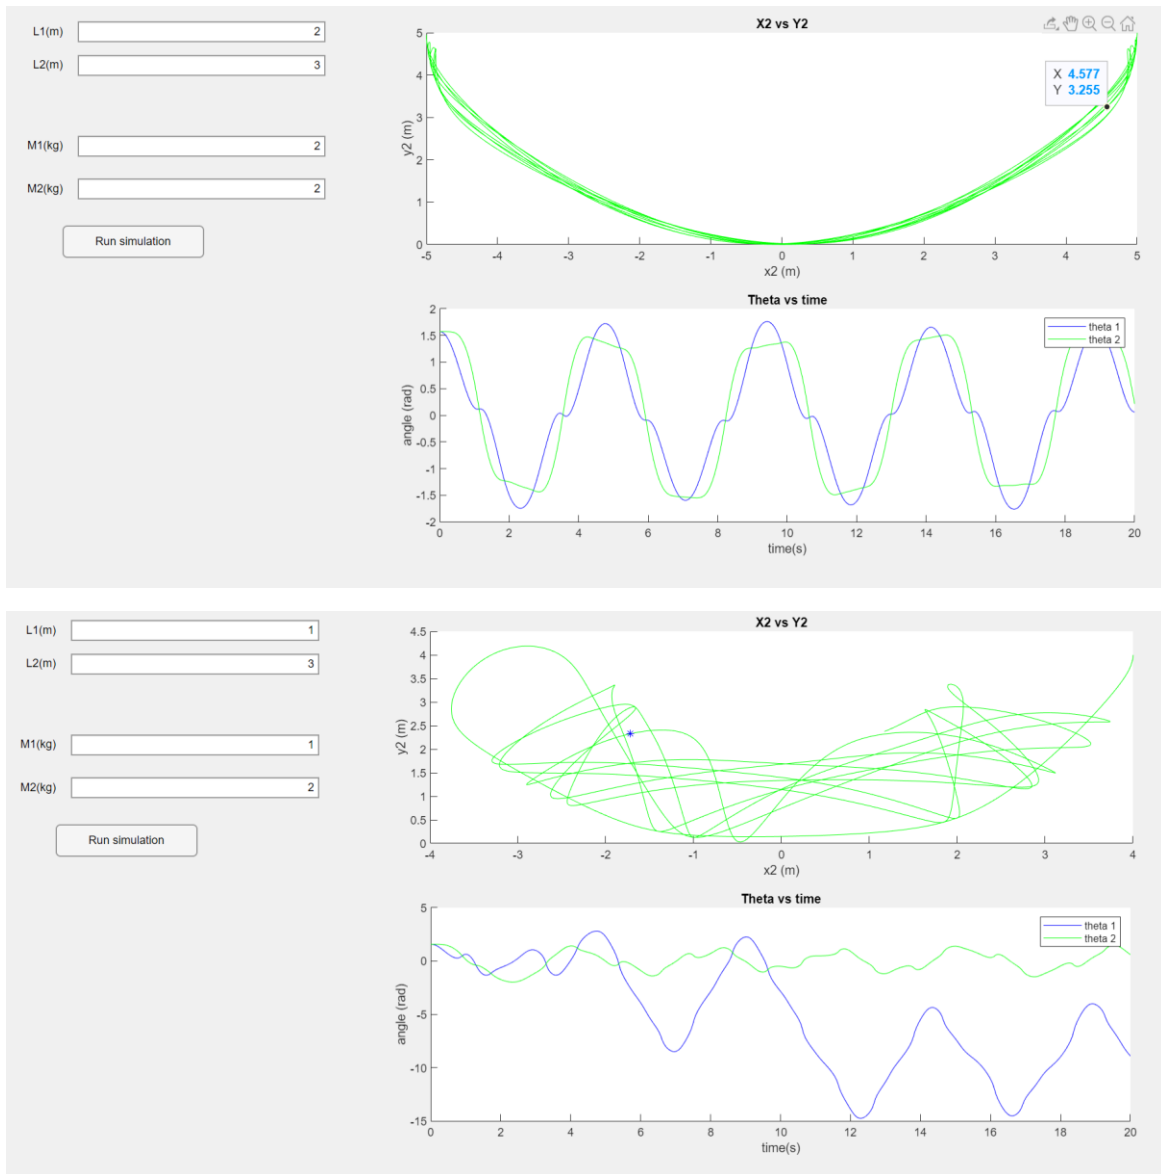 L1(m) 2
L2(m) 3
M1(kg) 2
M2(kg) 2
Run simulation
X2 vs Y2
5
4
3
2
1
0
y2 (m)
X 4.577
Y 3.255
-5 -4 -3 -2 -1 0 1 2 3 4 5
x2 (m)
Theta vs time
2
1.5
1
0.5
0
-0.5
-1
-1.5
-2
angle (rad)
theta 1
theta 2
0 2 4 6 8 10 12 14 16 18 20
time(s)
L1(m) 1
L2(m) 3
M1(kg) 1
M2(kg) 2
Run simulation
X2 vs Y2
4.5
4
3.5
3
2.5
2
1.5
1
0.5
0
y2 (m)
-4 -3 -2 -1 0 1 2 3 4
x2 (m)
Theta vs time
5
0
-5
-10
-15
angle (rad)
theta 1
theta 2
0 2 4 6 8 10 12 14 16 18 20
time(s)